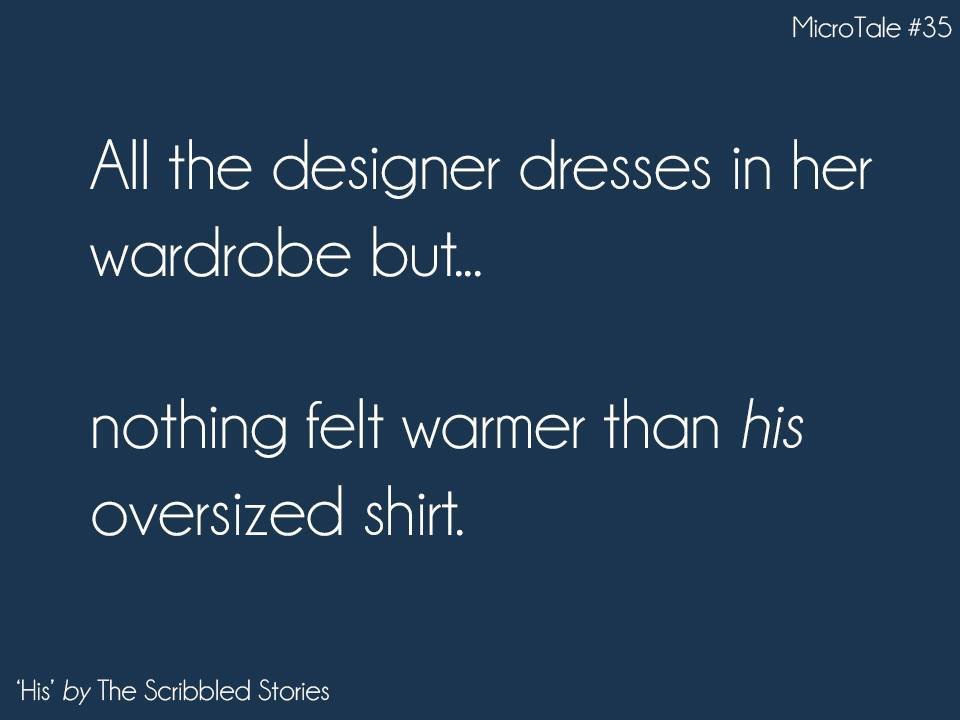 MicroTale #35
All the designer dresses in her
wardrobe but...
nothing felt warmer than his
oversized shirt.
‘His’ by The Scribbled Stories